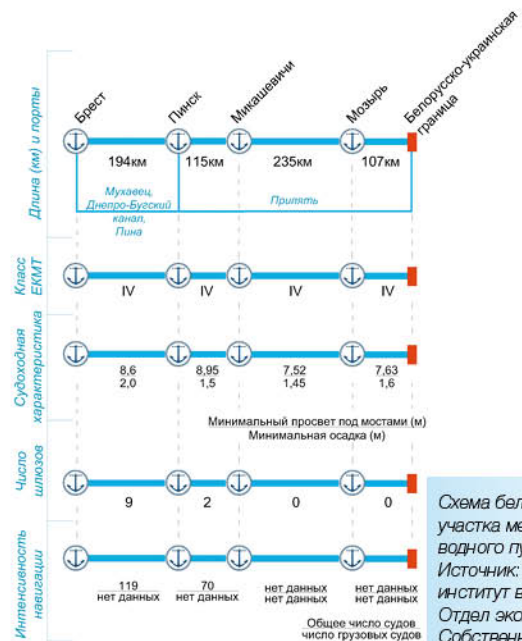 Длина (км) и порты
Брест
Пинск
Микашевичи
Мозырь
Белорусско-украинская
граница
194км
115км
235км
107км
Мухавец,
Днепро-Бугский
канал,
Пина
Припять
Класс
ЕКМТ
IV
IV
IV
IV
Судоходная
характеристика
8,6
2,0
8,95
1,5
7,52
1,45
7,63
1,6
Минимальный просвет под мостами (м)
Минимальная осадка (м)
Число
шлюзов
9
2
0
0
Интенсивность
навигации
119
нет данных
70
нет данных
нет данных
нет данных
нет данных
нет данных
Общее число судов
число грузовых судов
Схема бел
участка ме
водного пу
Источник:
институт в
Отдел эко
Собственн